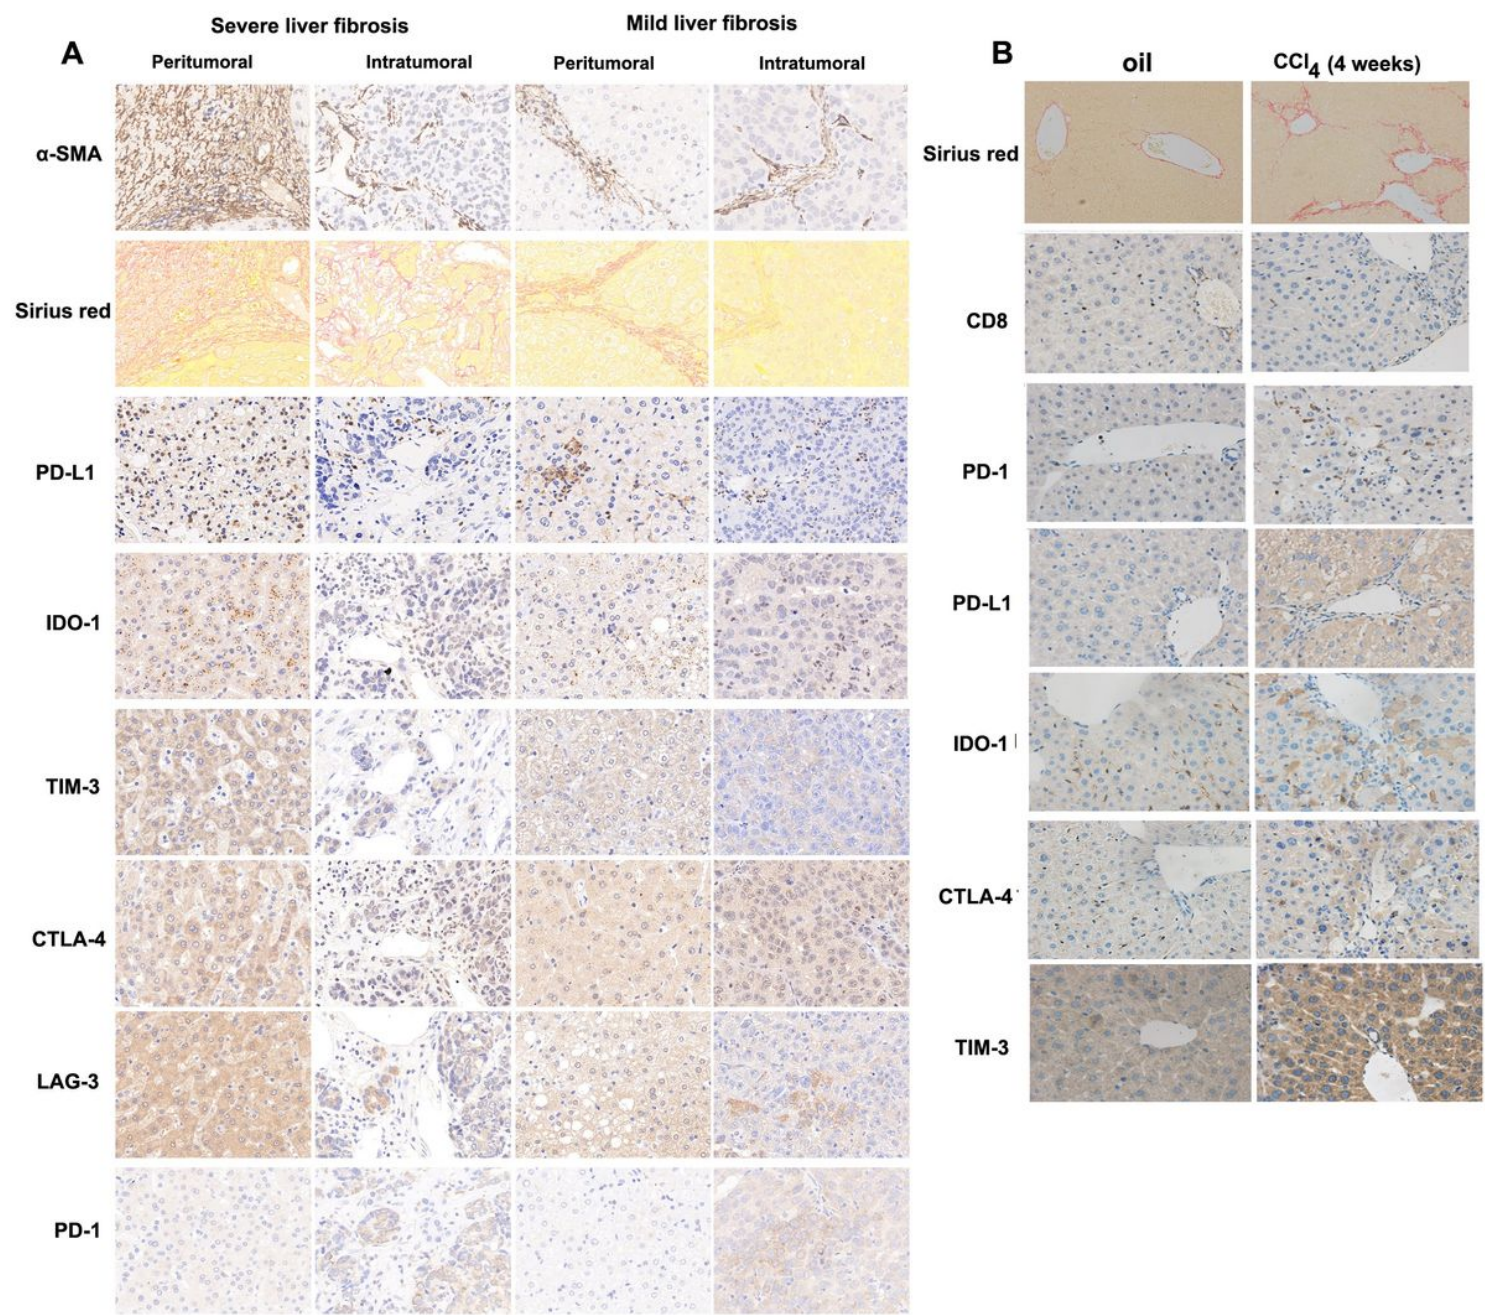 Severe liver fibrosis
Mild liver fibrosis
A
Peritumoral
Intratumoral
Peritumoral
Intratumoral
α-SMA
Sirius red
PD-L1
IDO-1
TIM-3
CTLA-4
LAG-3
PD-1
B
oil
CCl4 (4 weeks)
Sirius red
CD8
PD-1
PD-L1
IDO-1
CTLA-4
TIM-3